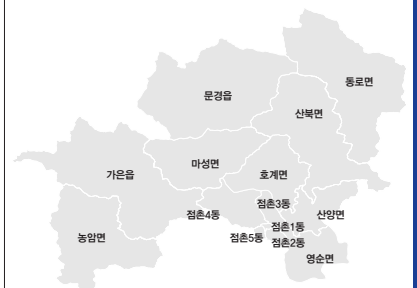 동로면
문경읍
산북면
마성면
가은읍
호계면
점촌3동
점촌4동
산양면
점촌1동
농암면
점촌5동
점촌2동
영순면